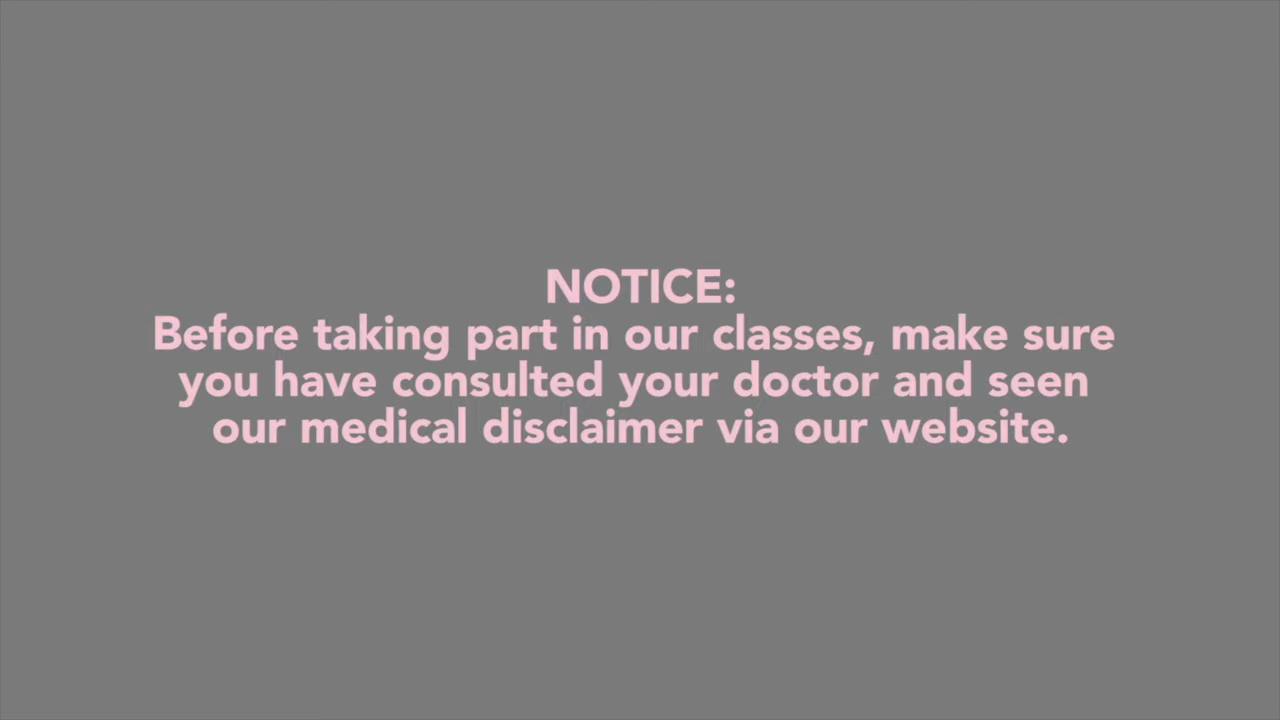 NOTICE:
Before taking part in our classes, make sure
you have consulted your doctor and seen
our medical disclaimer via our website.